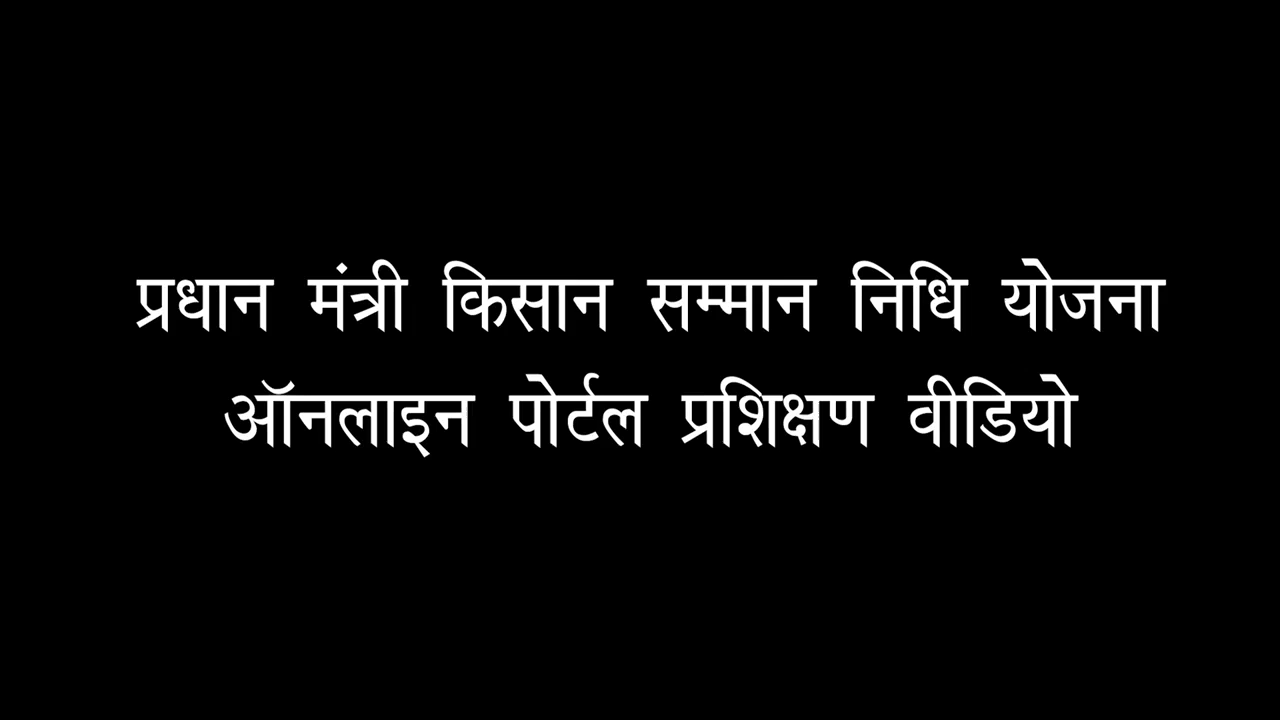 प्रधान मंत्री किसान सम्मान निधि योजना
ऑनलाइन पोर्टल प्रशिक्षण वीडियो